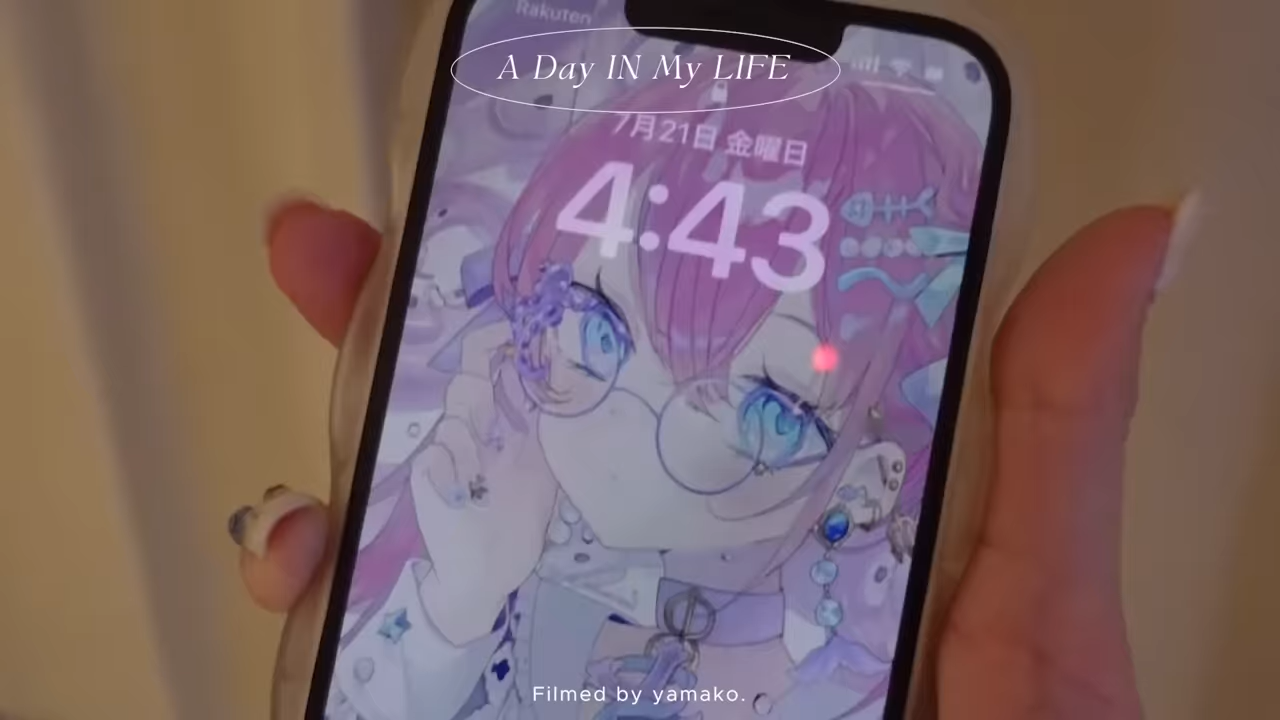 Rakuten
A Day IN My LIFE
7月21日 金曜日
4:43
Filmed by yamako.